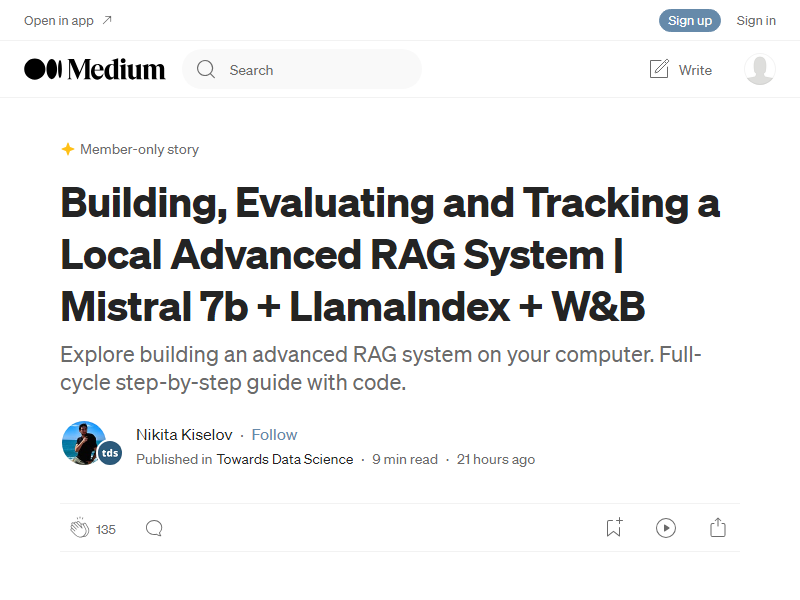 Open in app
Sign up
Sign in
Medium
Search
Write
Member-only story
Building, Evaluating and Tracking a
Local Advanced RAG System |
Mistral 7b + LlamaIndex + W&B
Explore building an advanced RAG system on your computer. Full-
cycle step-by-step guide with code.
Nikita Kiselov · Follow
tds
Published in Towards Data Science · 9 min read · 21 hours ago
135